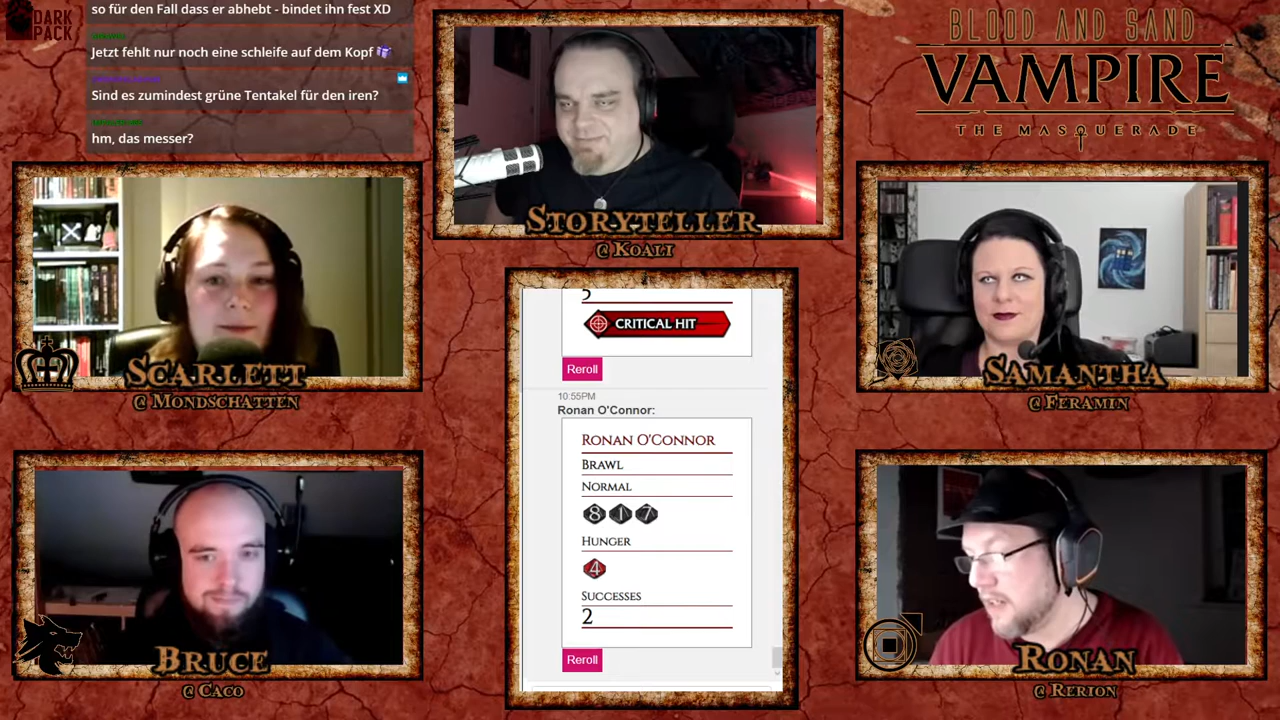 DARK
PACK
so für den Fall dass er abhebt - bindet ihn fest XD
Jetzt fehlt nur noch eine schleife auf dem Kopf
Sind es zumindest grüne Tentakel für den iren?
hm, das messer?
BLOOD AND SAND
VAMPIRE
THE MASQUERADE
STORYTELLER
@ KOALI
SCARLETT
@ MONDSCHATTEN
SAMANTHA
@ FERAMIN
5
CRITICAL HIT
Reroll
10:55PM
Ronan O'Connor:
RONAN O'CONNOR
BRAWL
NORMAL
8 1 7
HUNGER
4
SUCCESSES
2
Reroll
BRUCE
@ CACO
RONAN
@ RERION